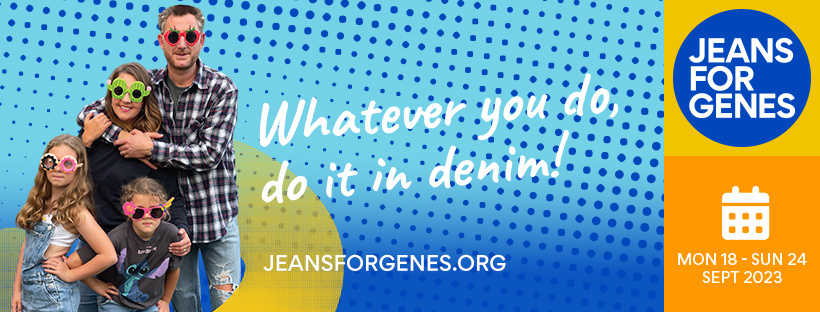 Whatever you do,
do it in denim!
JEANSFORGENES.ORG
JEANS
FOR
GENES
MON 18 - SUN 24
SEPT 2023